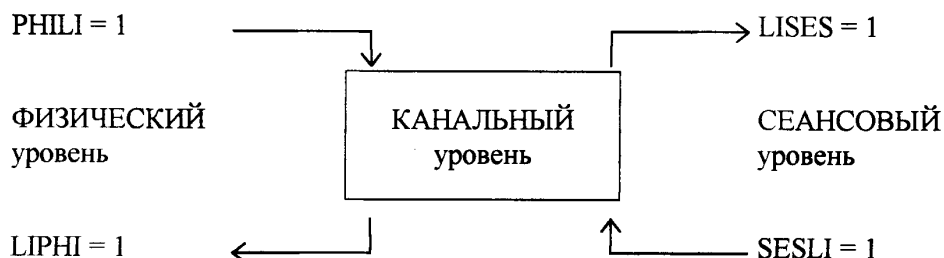 PHILI = 1
LISES = 1
ФИЗИЧЕСКИЙ
уровень
КАНАЛЬНЫЙ
уровень
СЕАНСОВЫЙ
уровень
LIPHI = 1
SESLI = 1